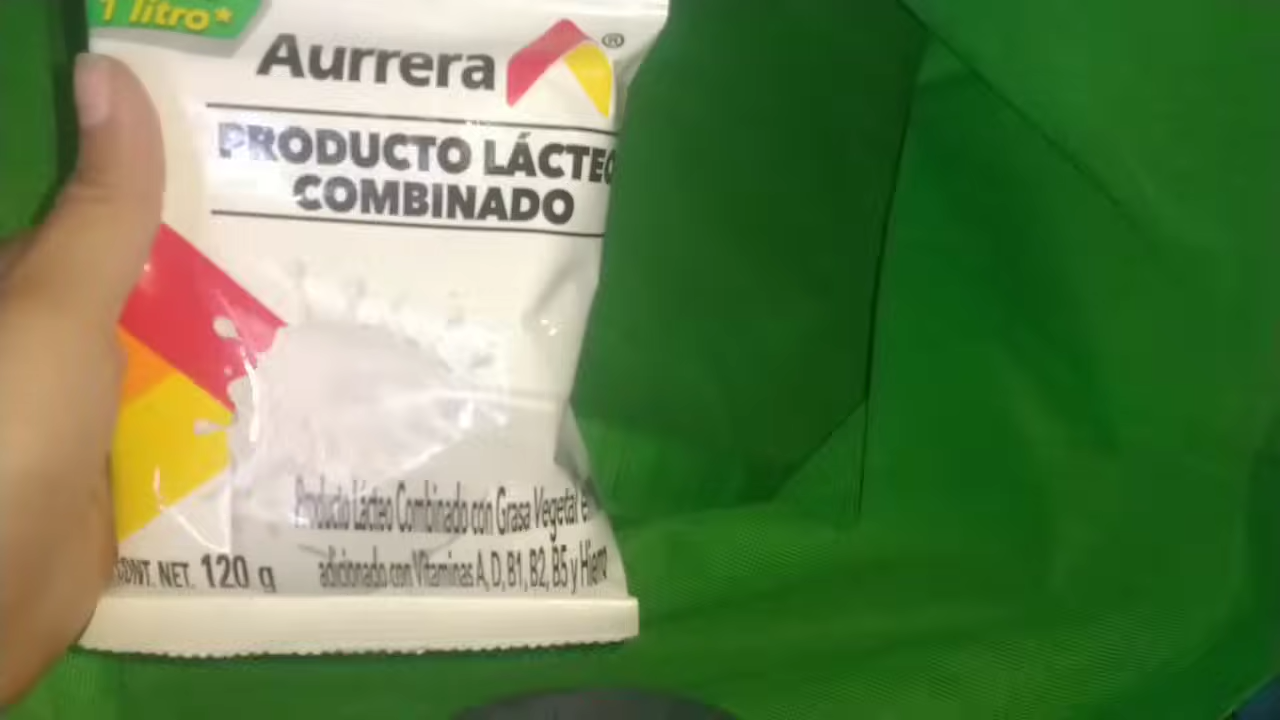 1 litro*
Aurrera®
PRODUCTO LÁCTEO
COMBINADO
Producto Lácteo Combinado con Grasa Vegetal
adicionado con Vitaminas A, D, B1, B2, B5 y Hierro
CONT. NET. 120 g